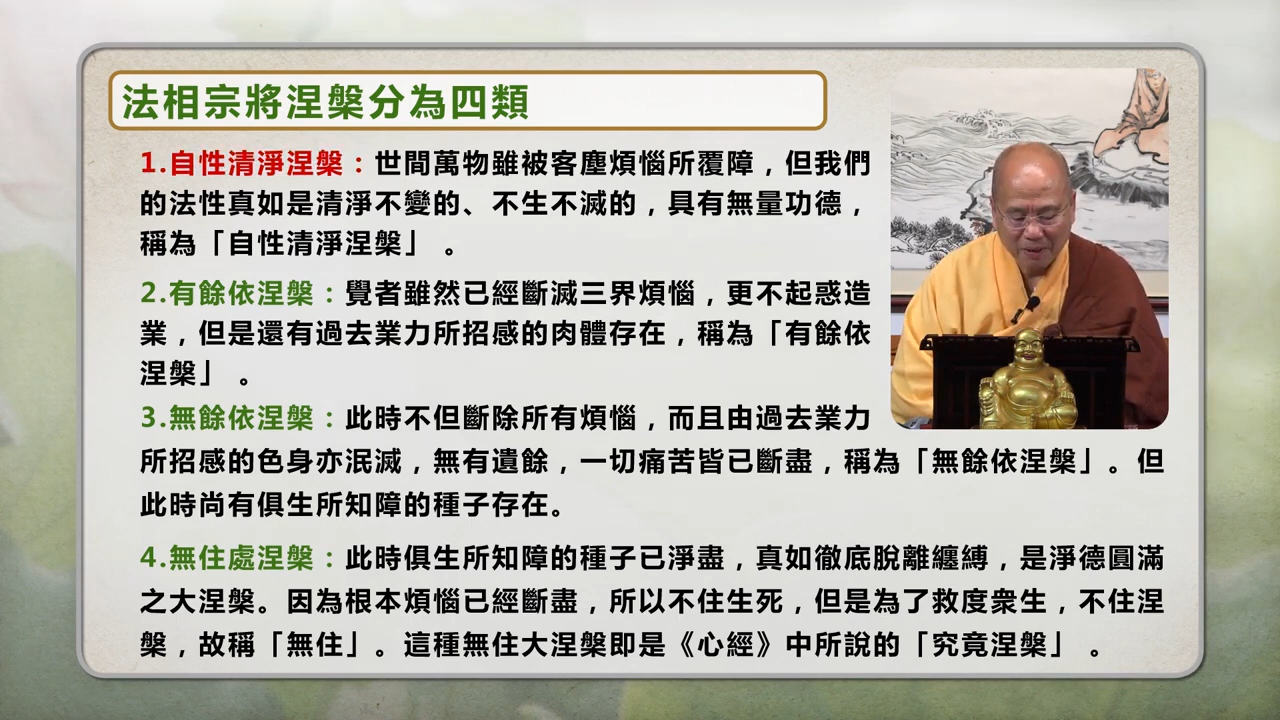 法相宗將涅槃分為四類
1.自性清淨涅槃：世間萬物雖被客塵煩惱所覆障，但我們
的法性真如是清淨不變的、不生不滅的，具有無量功德，
稱為「自性清淨涅槃」 。
2.有餘依涅槃：覺者雖然已經斷滅三界煩惱，更不起惑造
業，但是還有過去業力所招感的肉體存在，稱為「有餘依
涅槃」 。
3.無餘依涅槃：此時不但斷除所有煩惱，而且由過去業力
所招感的色身亦泯滅，無有遺餘，一切痛苦皆已斷盡，稱為「無餘依涅槃」。但
此時尚有俱生所知障的種子存在。
4.無住處涅槃：此時俱生所知障的種子已淨盡，真如徹底脫離纏縛，是淨德圓滿
之大涅槃。因為根本煩惱已經斷盡，所以不住生死，但是為了救度衆生，不住涅
槃，故稱「無住」。這種無住大涅槃即是《心經》中所說的「究竟涅槃」 。